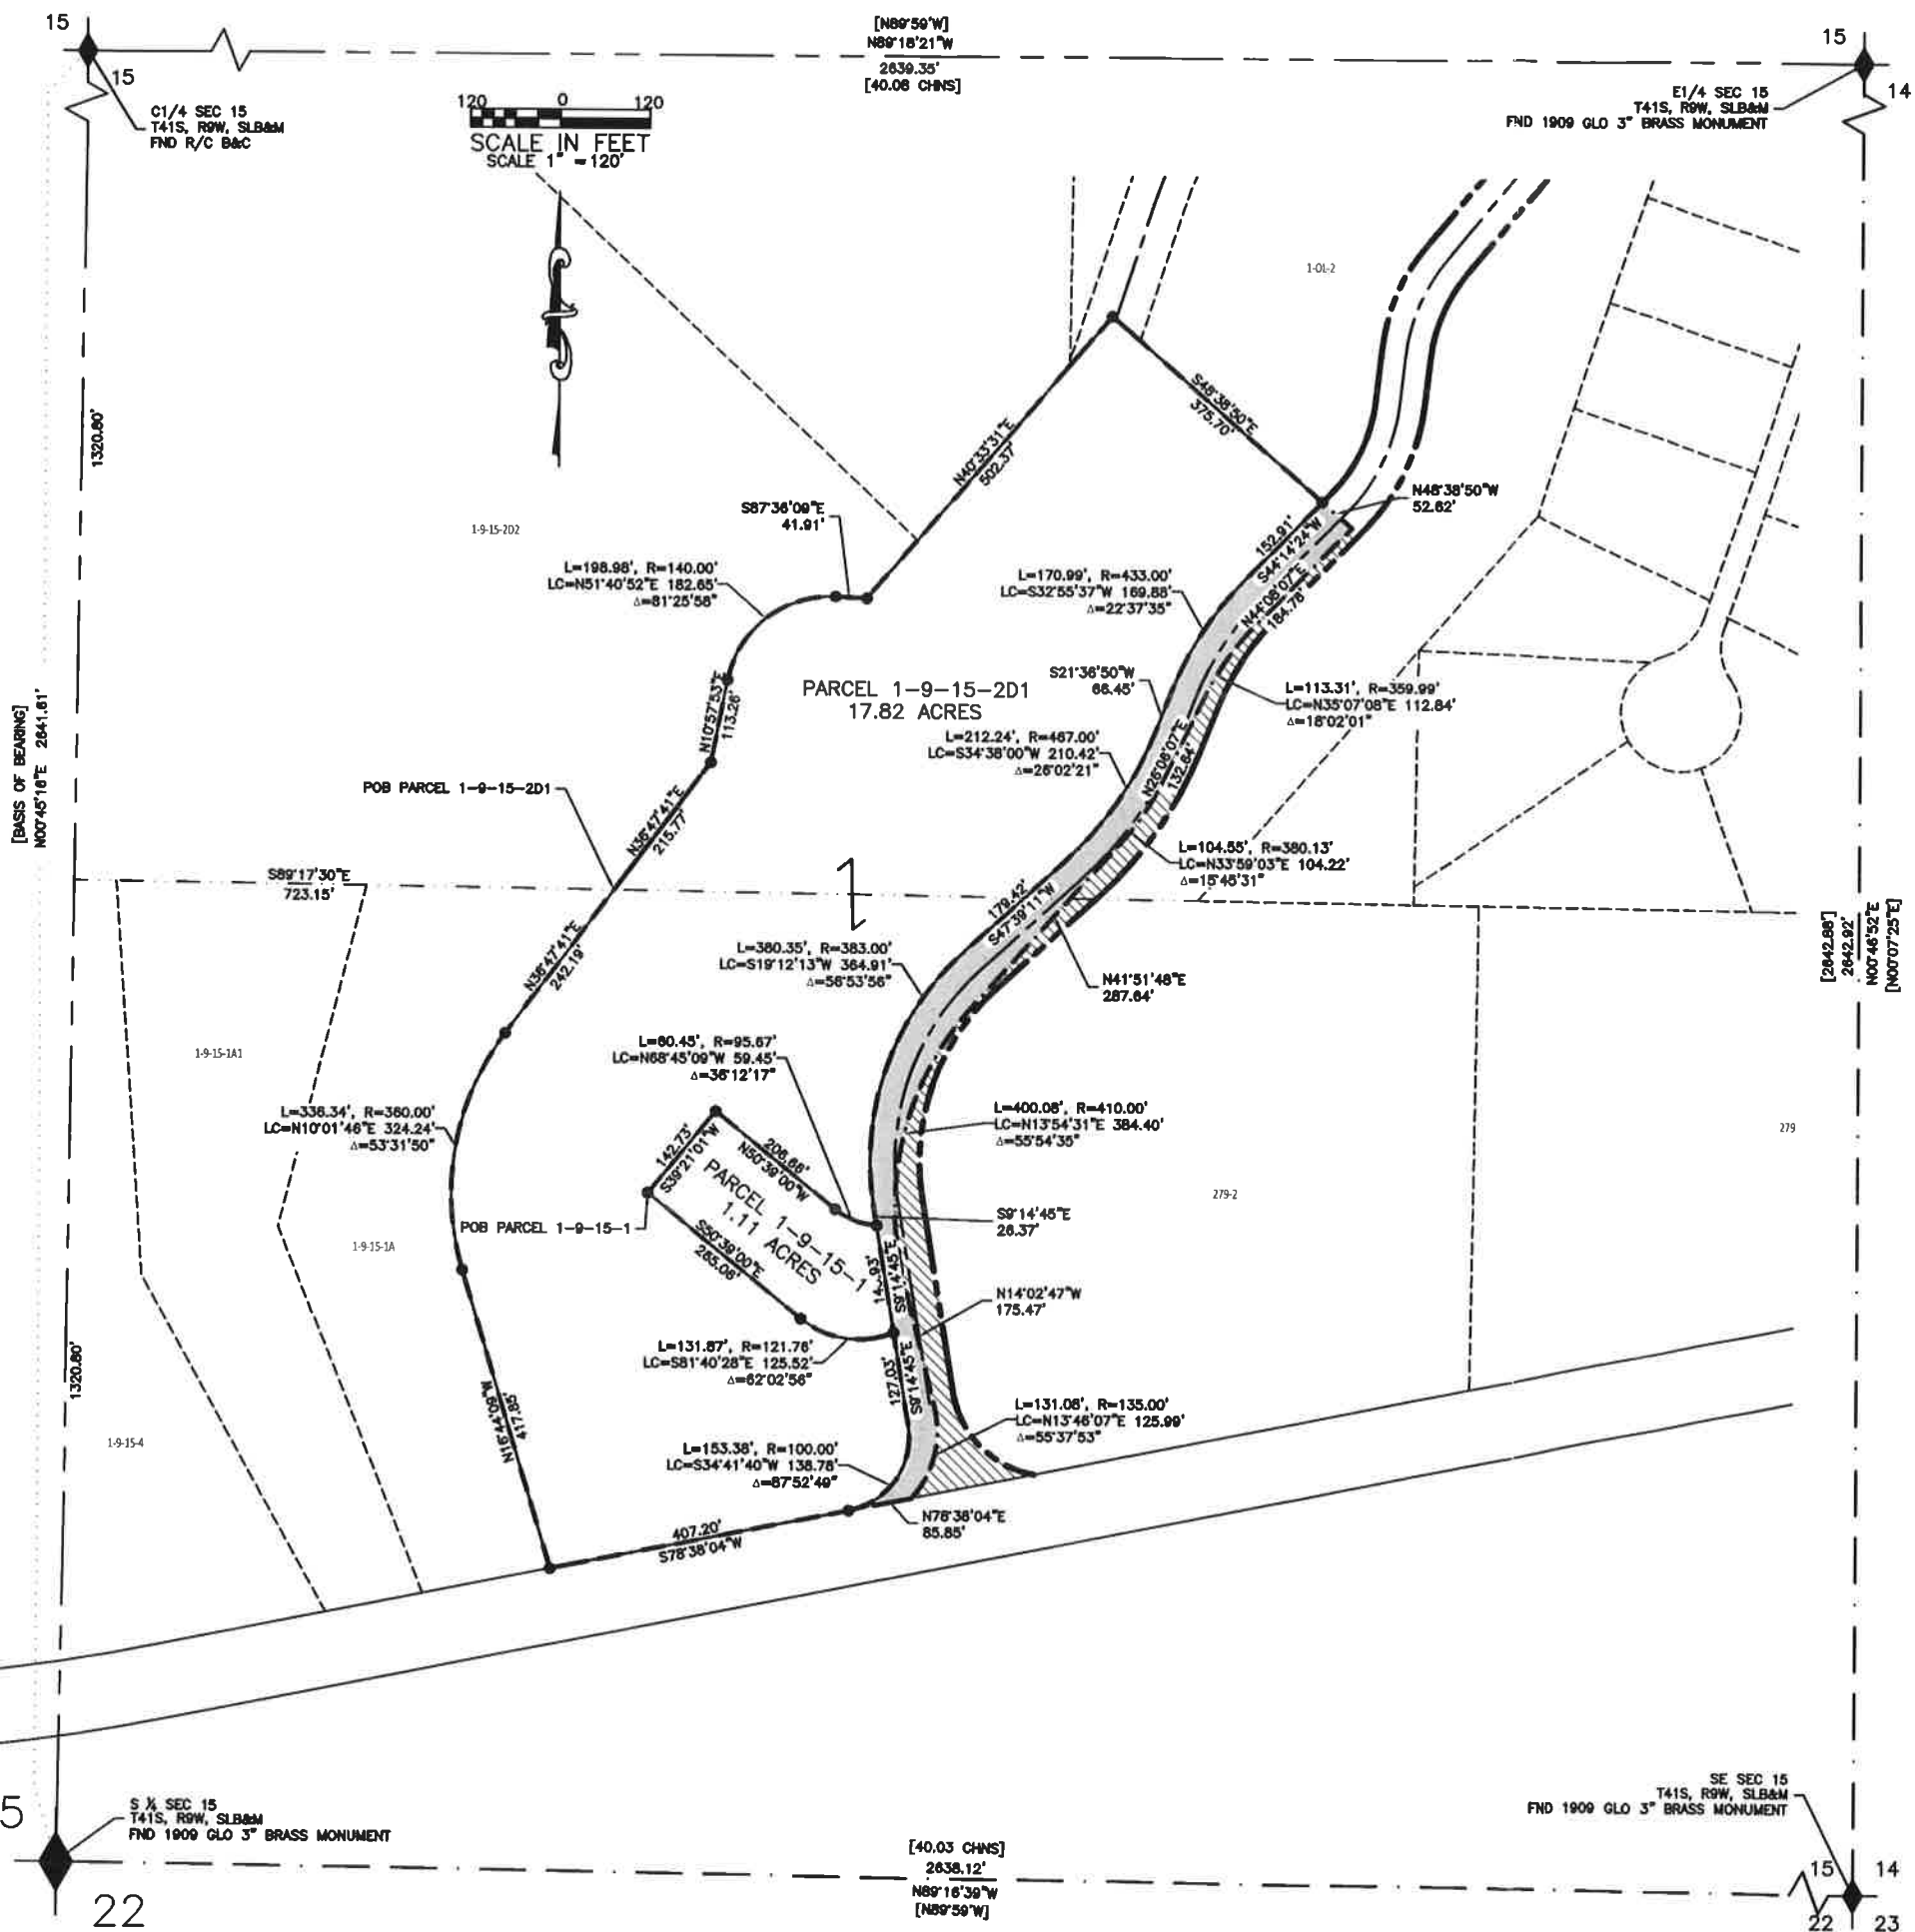 15
[N89°59'W]
N89°18'21"W
2639.35'
[40.06 CHNS]
15
15
14
C1/4 SEC 15
T41S, R9W, SLB&M
FND R/C B&C
E1/4 SEC 15
T41S, R9W, SLB&M
FND 1909 GLO 3" BRASS MONUMENT
120 0 120
SCALE IN FEET
SCALE 1" = 120'
1-OL-2
1320.80'
S48°38'50"E
375.70'
N40°33'31"E
502.37'
N48°38'50"W
52.62'
S87°36'09"E
41.91'
1-9-15-2D2
152.91'
S44°14'24"W
L=198.98', R=140.00'
LC=N51°40'52"E 182.65'
Δ=81°25'58"
L=170.99', R=433.00'
LC=S32°55'37"W 169.88'
Δ=22°37'35"
N44°08'07"E
184.78'
N10°57'53"E
113.26'
PARCEL 1-9-15-2D1
17.82 ACRES
S21°36'50"W
66.45'
L=113.31', R=359.99'
LC=N35°07'08"E 112.84'
Δ=18°02'01"
L=212.24', R=467.00'
LC=S34°38'00"W 210.42'
Δ=26°02'21"
N26°06'07"E
132.64'
[BASIS OF BEARING]
N00°45'16"E 2641.61'
POB PARCEL 1-9-15-2D1
N36°47'41"E
215.77'
L=104.55', R=380.13'
LC=N33°59'03"E 104.22'
Δ=15°45'31"
S89°17'30"E
723.15'
1
179.42'
S47°39'11"W
N36°47'41"E
242.19'
L=380.35', R=383.00'
LC=S19°12'13"W 364.91'
Δ=56°53'56"
N41°51'48"E
287.64'
[2642.88']
2642.92'
N00°46'52"E
[N00°07'25"E]
1-9-15-1A1
L=60.45', R=95.67'
LC=N68°45'09"W 59.45'
Δ=36°12'17"
L=336.34', R=360.00'
LC=N10°01'46"E 324.24'
Δ=53°31'50"
L=400.08', R=410.00'
LC=N13°54'31"E 384.40'
Δ=55°54'35"
279
142.73'
S39°21'01"W
206.66'
N50°39'00"W
PARCEL 1-9-15-1
1.11 ACRES
279-2
POB PARCEL 1-9-15-1
S9°14'45"E
26.37'
1-9-15-1A
S50°39'00"E
265.06'
S9°14'45"E
N14°02'47"W
175.47'
L=131.87', R=121.76'
LC=S81°40'28"E 125.52'
Δ=62°02'56"
127.03'
S9°14'45"E
1320.80'
N16°44'09"W
417.85'
L=131.08', R=135.00'
LC=N13°46'07"E 125.99'
Δ=55°37'53"
1-9-15-4
L=153.38', R=100.00'
LC=S34°41'40"W 138.78'
Δ=87°52'49"
N78°38'04"E
85.85'
407.20'
S78°38'04"W
5
S ¼ SEC 15
T41S, R9W, SLB&M
FND 1909 GLO 3" BRASS MONUMENT
SE SEC 15
T41S, R9W, SLB&M
FND 1909 GLO 3" BRASS MONUMENT
[40.03 CHNS]
2638.12'
N89°16'39"W
[N89°59'W]
15
14
22
22
23